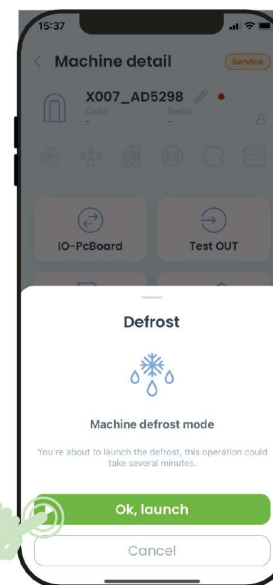 15:37
Machine detail
Service
X007_AD5298
Code Serial
- -
KG
IO-PcBoard Test OUT
Defrost
Machine defrost mode
You're about to launch the defrost, this operation could
take several minutes.
Ok, launch
Cancel